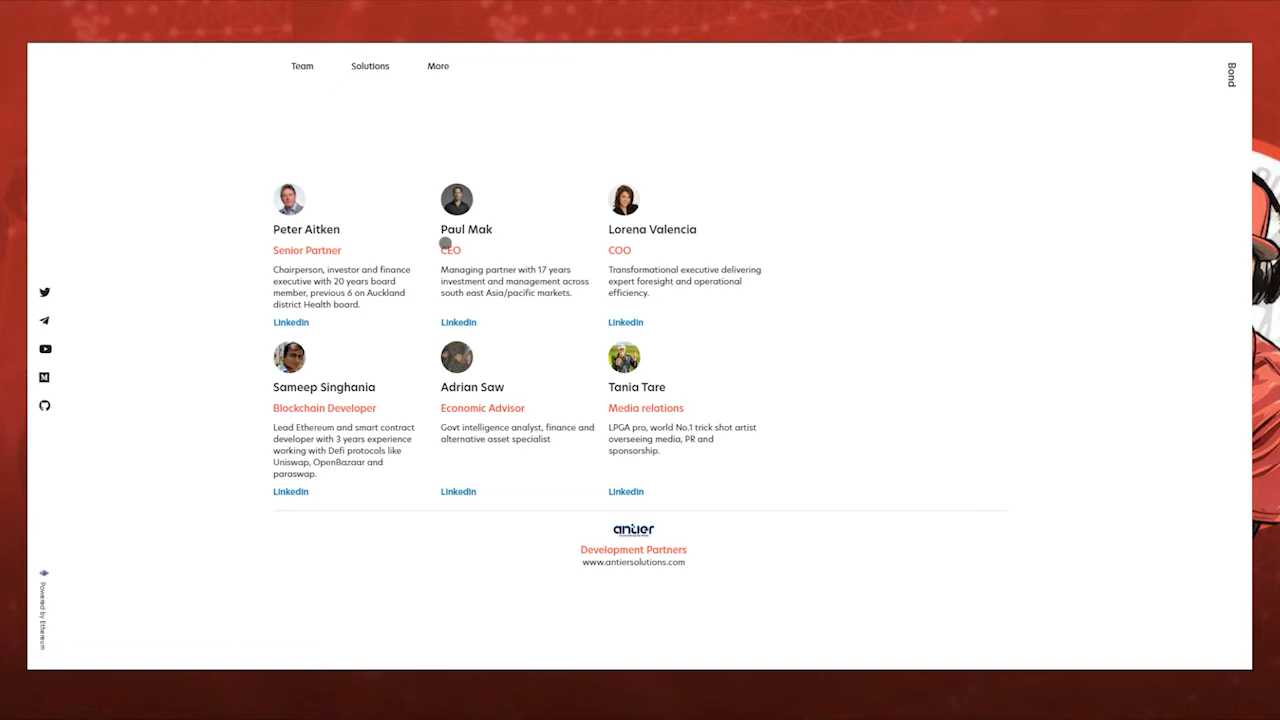 Team Solutions More
Bond
Peter Aitken
Senior Partner
Chairperson, investor and finance
executive with 20 years board
member, previous 6 on Auckland
district Health board.
Linkedin
Paul Mak
CEO
Managing partner with 17 years
investment and management across
south east Asia/pacific markets.
Linkedin
Lorena Valencia
COO
Transformational executive delivering
expert foresight and operational
efficiency.
Linkedin
Sameep Singhania
Blockchain Developer
Lead Ethereum and smart contract
developer with 3 years experience
working with Defi protocols like
Uniswap, OpenBazaar and
paraswap.
Linkedin
Adrian Saw
Economic Advisor
Govt intelligence analyst, finance and
alternative asset specialist
Linkedin
Tania Tare
Media relations
LPGA pro, world No.1 trick shot artist
overseeing media, PR and
sponsorship.
Linkedin
antier
Development Partners
www.antiersolutions.com
Powered by Ethereum